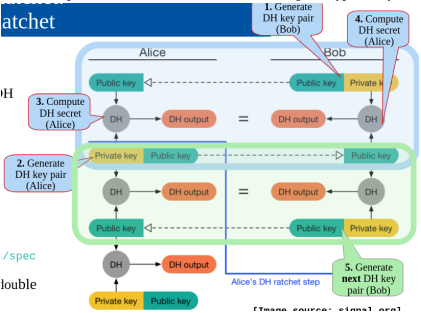 atchet
1. Generate
DH key pair
(Bob)
4. Compute
DH secret
(Alice)
Alice
Bob
Public key
Public key
Private key
DH
3. Compute
DH secret
(Alice)
DH
DH output
=
DH output
DH
2. Generate
DH key pair
(Alice)
Private key
Public key
Public key
DH
DH output
=
DH output
DH
Public key
Public key
Private key
/spec
DH
DH output
5. Generate
next DH key
pair (Bob)
Alice's DH ratchet step
double
Private key
Public key
[Image source: signal.org]